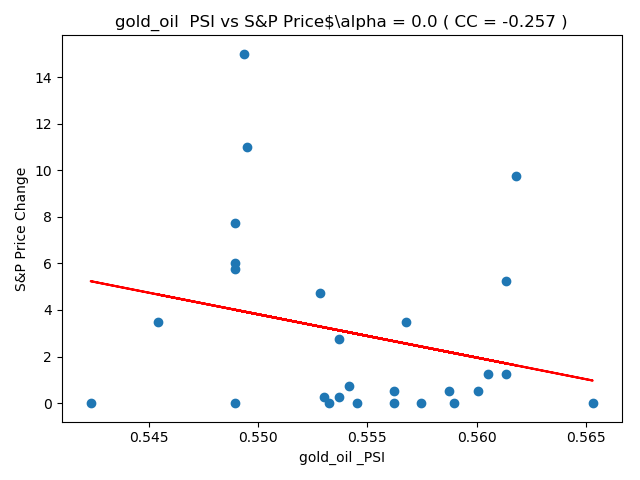 gold_oil  PSI vs S&P Price$\alpha = 0.0 ( CC = -0.257 )
14
12
10
8
6
4
2
0
S&P Price Change
0.545 0.550 0.555 0.560 0.565
gold_oil _PSI